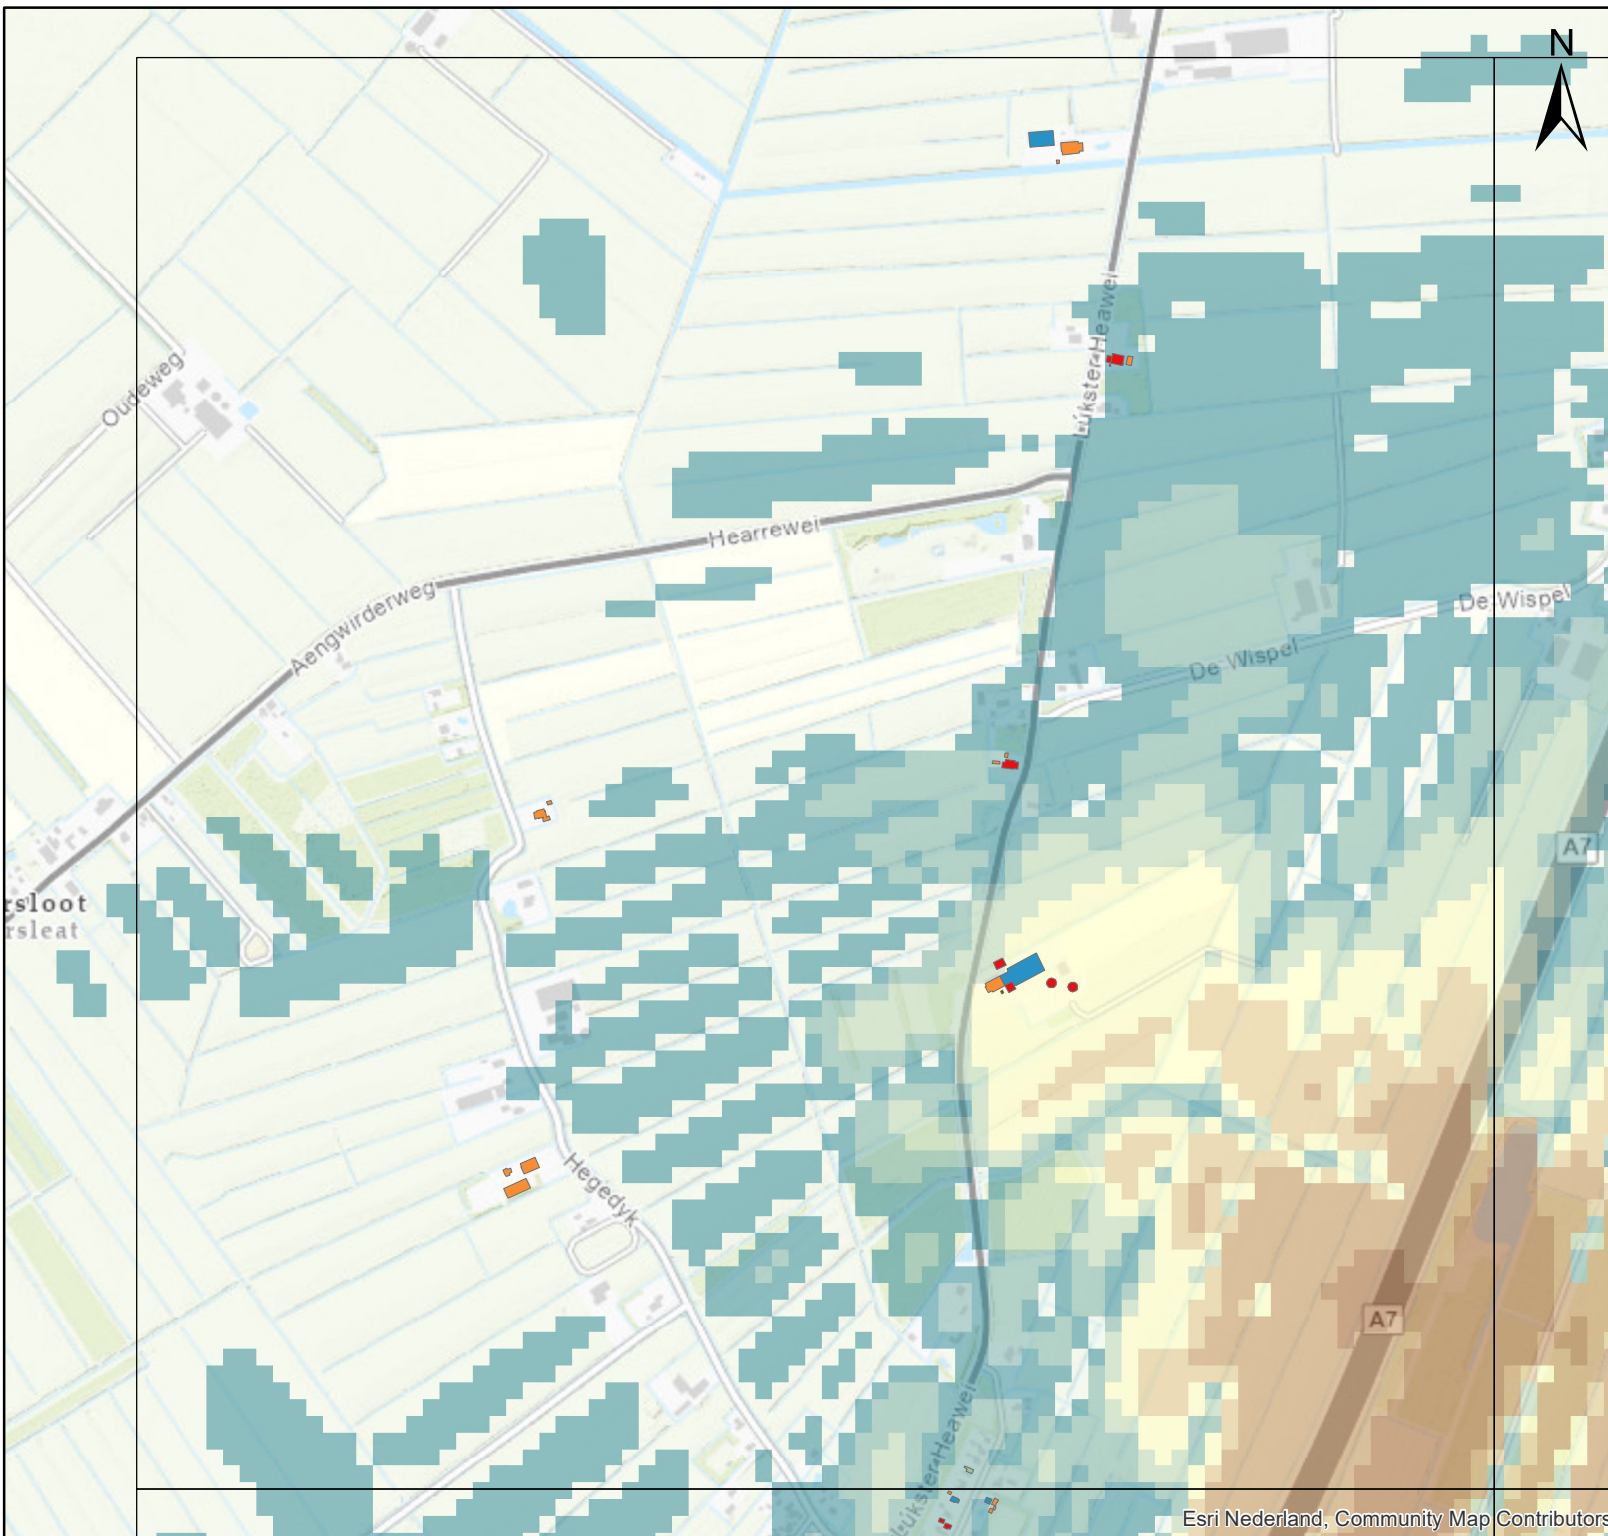 N
Lúkster-Heawei
Oudeweg
Hearrewei
Aengwirderweg
De Wispel
De Wispel
A7
rsloot
rsleat
Hegedyk
A7
Lúkster-Heawei
Esri Nederland, Community Map Contributors